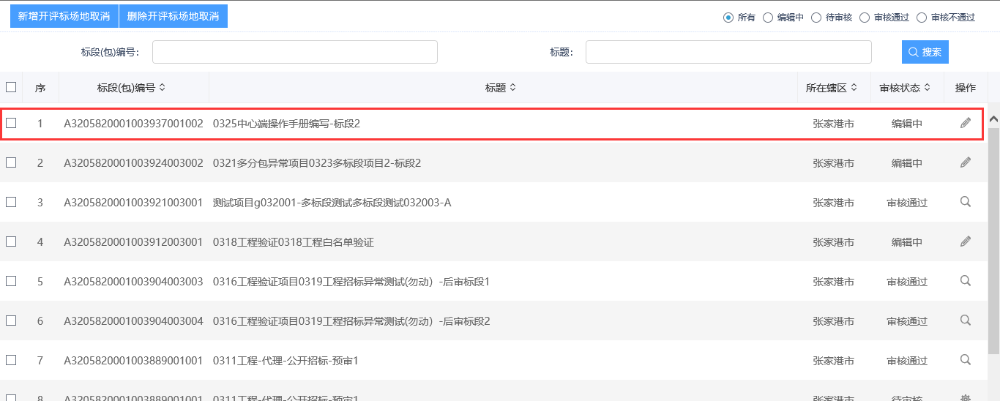 新增开评标场地取消 删除开评标场地取消 所有 编辑中 待审核 审核通过 审核不通过
标段(包)编号： 标题： 搜索
序 标段(包)编号 标题 所在辖区 审核状态 操作
1 A3205820001003937001002 0325中心端操作手册编写-标段2 张家港市 编辑中
2 A3205820001003924003002 0321多分包异常项目0323多标段项目2-标段2 张家港市 编辑中
3 A3205820001003921003001 测试项目g032001-多标段测试多标段测试032003-A 张家港市 审核通过
4 A3205820001003912003001 0318工程验证0318工程白名单验证 张家港市 编辑中
5 A3205820001003904003003 0316工程验证项目0319工程招标异常测试(勿动）-后审标段1 张家港市 审核通过
6 A3205820001003904003004 0316工程验证项目0319工程招标异常测试(勿动）-后审标段2 张家港市 审核通过
7 A3205820001003889001001 0311工程-代理-公开招标-预审1 张家港市 审核通过
8 A3205820001003889001001 0311工程-代理-公开招标-预审1 张家港市 待审核